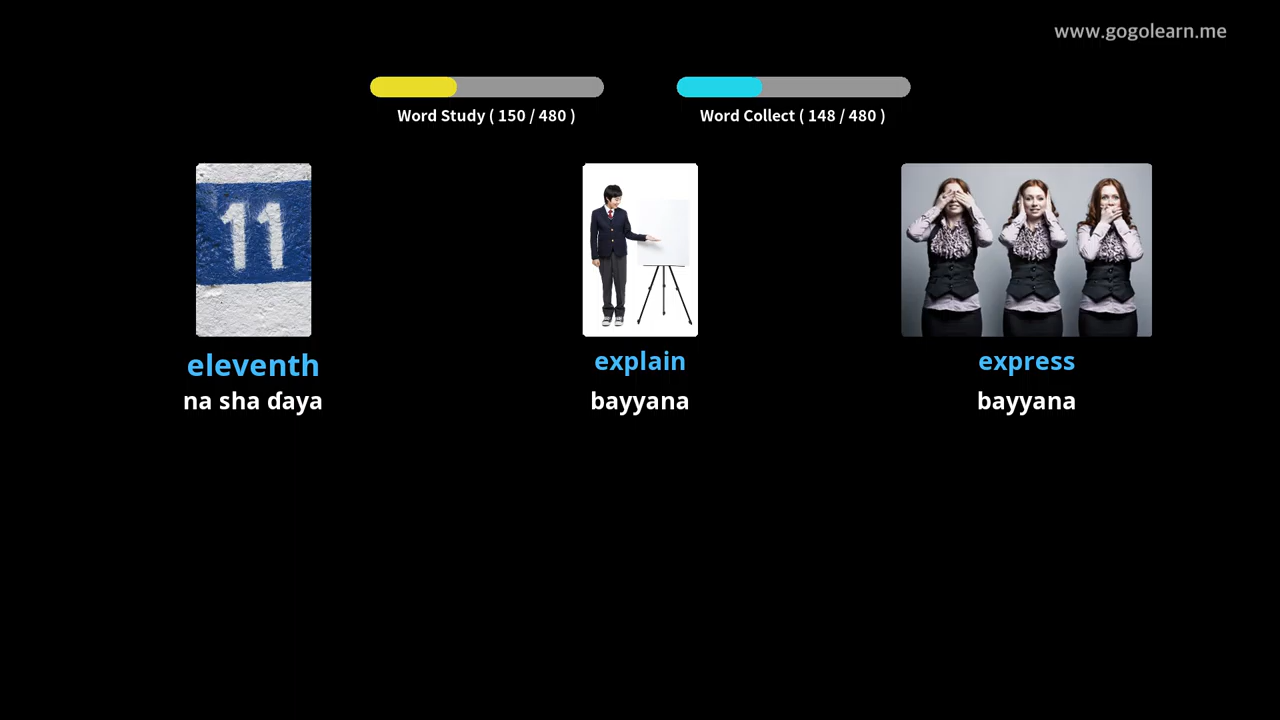 www.gogolearn.me
Word Study ( 150 / 480 )
Word Collect ( 148 / 480 )
11
eleventh
explain
express
na sha ɗaya
bayyana
bayyana